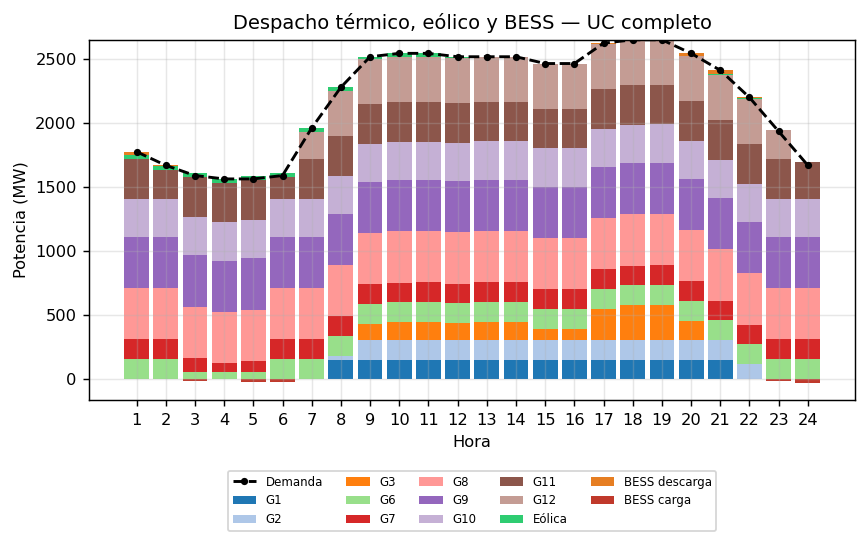 Despacho térmico, eólico y BESS — UC completo
Potencia (MW)
2500
2000
1500
1000
500
0
1 2 3 4 5 6 7 8 9 10 11 12 13 14 15 16 17 18 19 20 21 22 23 24
Hora
Demanda G3 G8 G11 BESS descarga
G1 G6 G9 G12 BESS carga
G2 G7 G10 Eólica